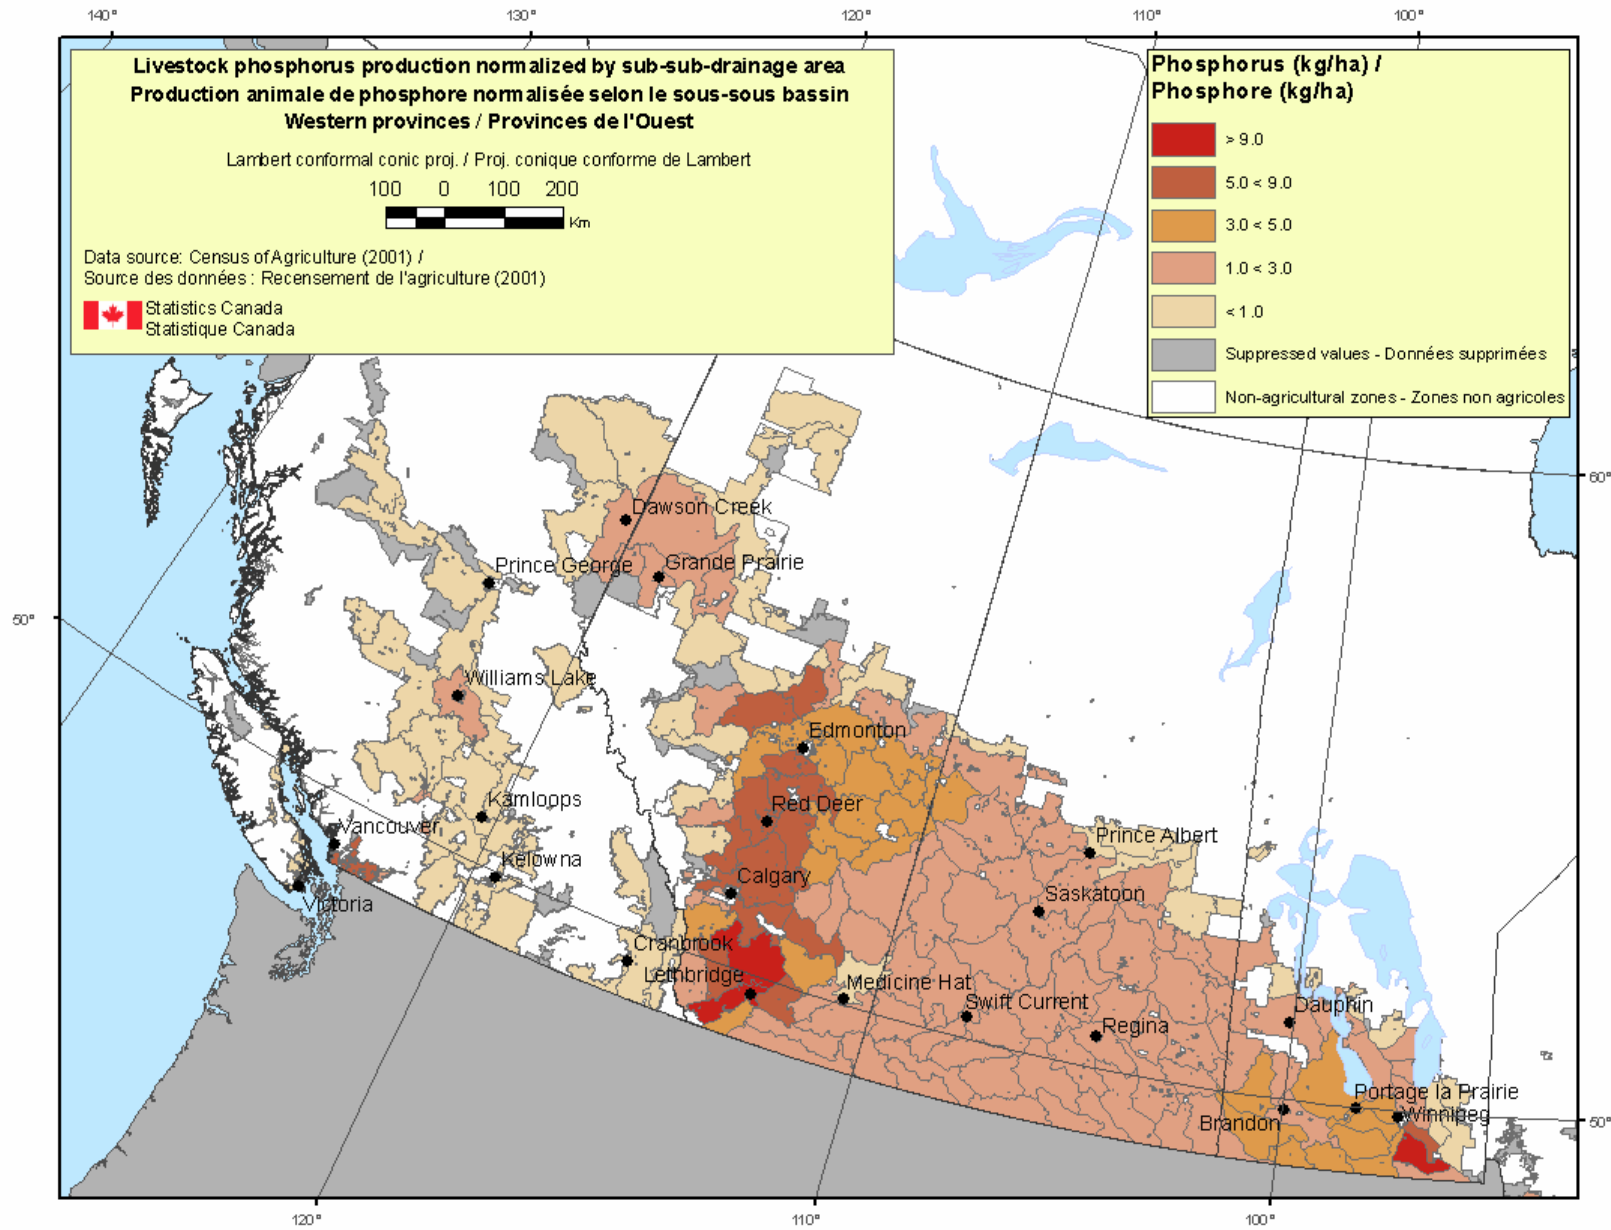 140°
130°
120°
110°
100°
Livestock phosphorus production normalized by sub-sub-drainage area
Production animale de phosphore normalisée selon le sous-sous bassin
Western provinces / Provinces de l'Ouest
Lambert conformal conic proj. / Proj. conique conforme de Lambert
100 0 100 200
Km
Data source: Census of Agriculture (2001) /
Source des données : Recensement de l'agriculture (2001)
Statistics Canada
Statistique Canada
Phosphorus (kg/ha) /
Phosphore (kg/ha)
> 9.0
5.0 < 9.0
3.0 < 5.0
1.0 < 3.0
< 1.0
Suppressed values - Données supprimées
Non-agricultural zones - Zones non agricoles
60°
Dawson Creek
Prince George
Grande Prairie
50°
Williams Lake
Edmonton
Kamloops
Red Deer
Vancouver
Prince Albert
Kelowna
Calgary
Saskatoon
Victoria
Cranbrook
Lethbridge
Medicine Hat
Swift Current
Dauphin
Regina
Portage la Prairie
Winnipeg
Brandon
50°
120°
110°
100°